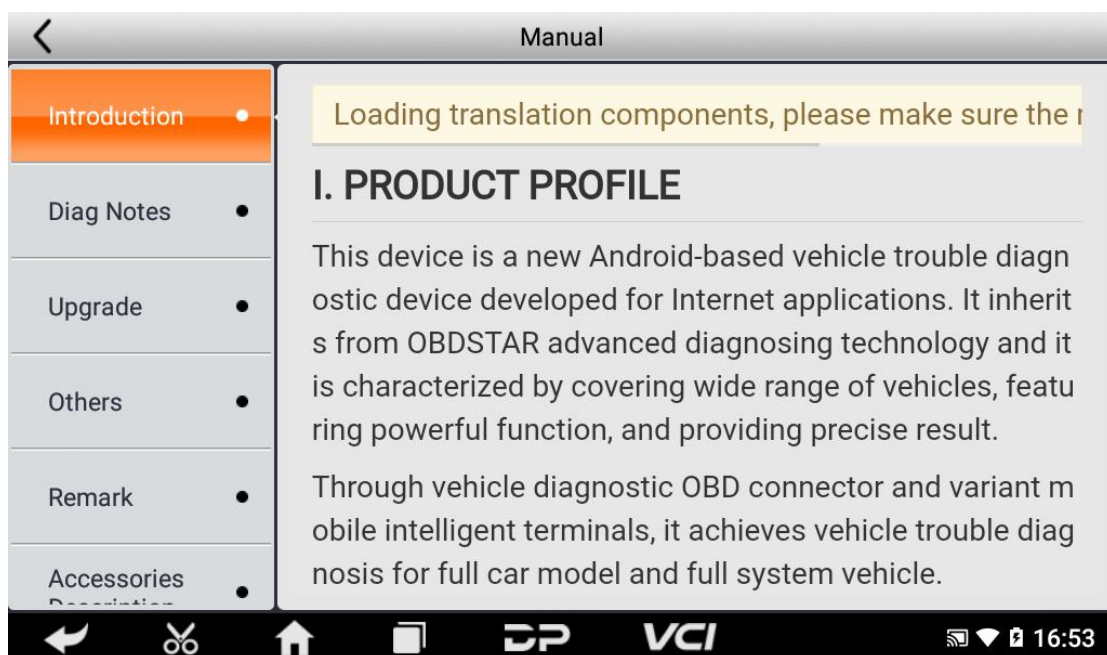 Manual
Introduction
Diag Notes
Upgrade
Others
Remark
Accessories
Description
Loading translation components, please make sure the
I. PRODUCT PROFILE
This device is a new Android-based vehicle trouble diagn
ostic device developed for Internet applications. It inherit
s from OBDSTAR advanced diagnosing technology and it
is characterized by covering wide range of vehicles, featu
ring powerful function, and providing precise result.
Through vehicle diagnostic OBD connector and variant m
obile intelligent terminals, it achieves vehicle trouble diag
nosis for full car model and full system vehicle.
DP VCI 16:53